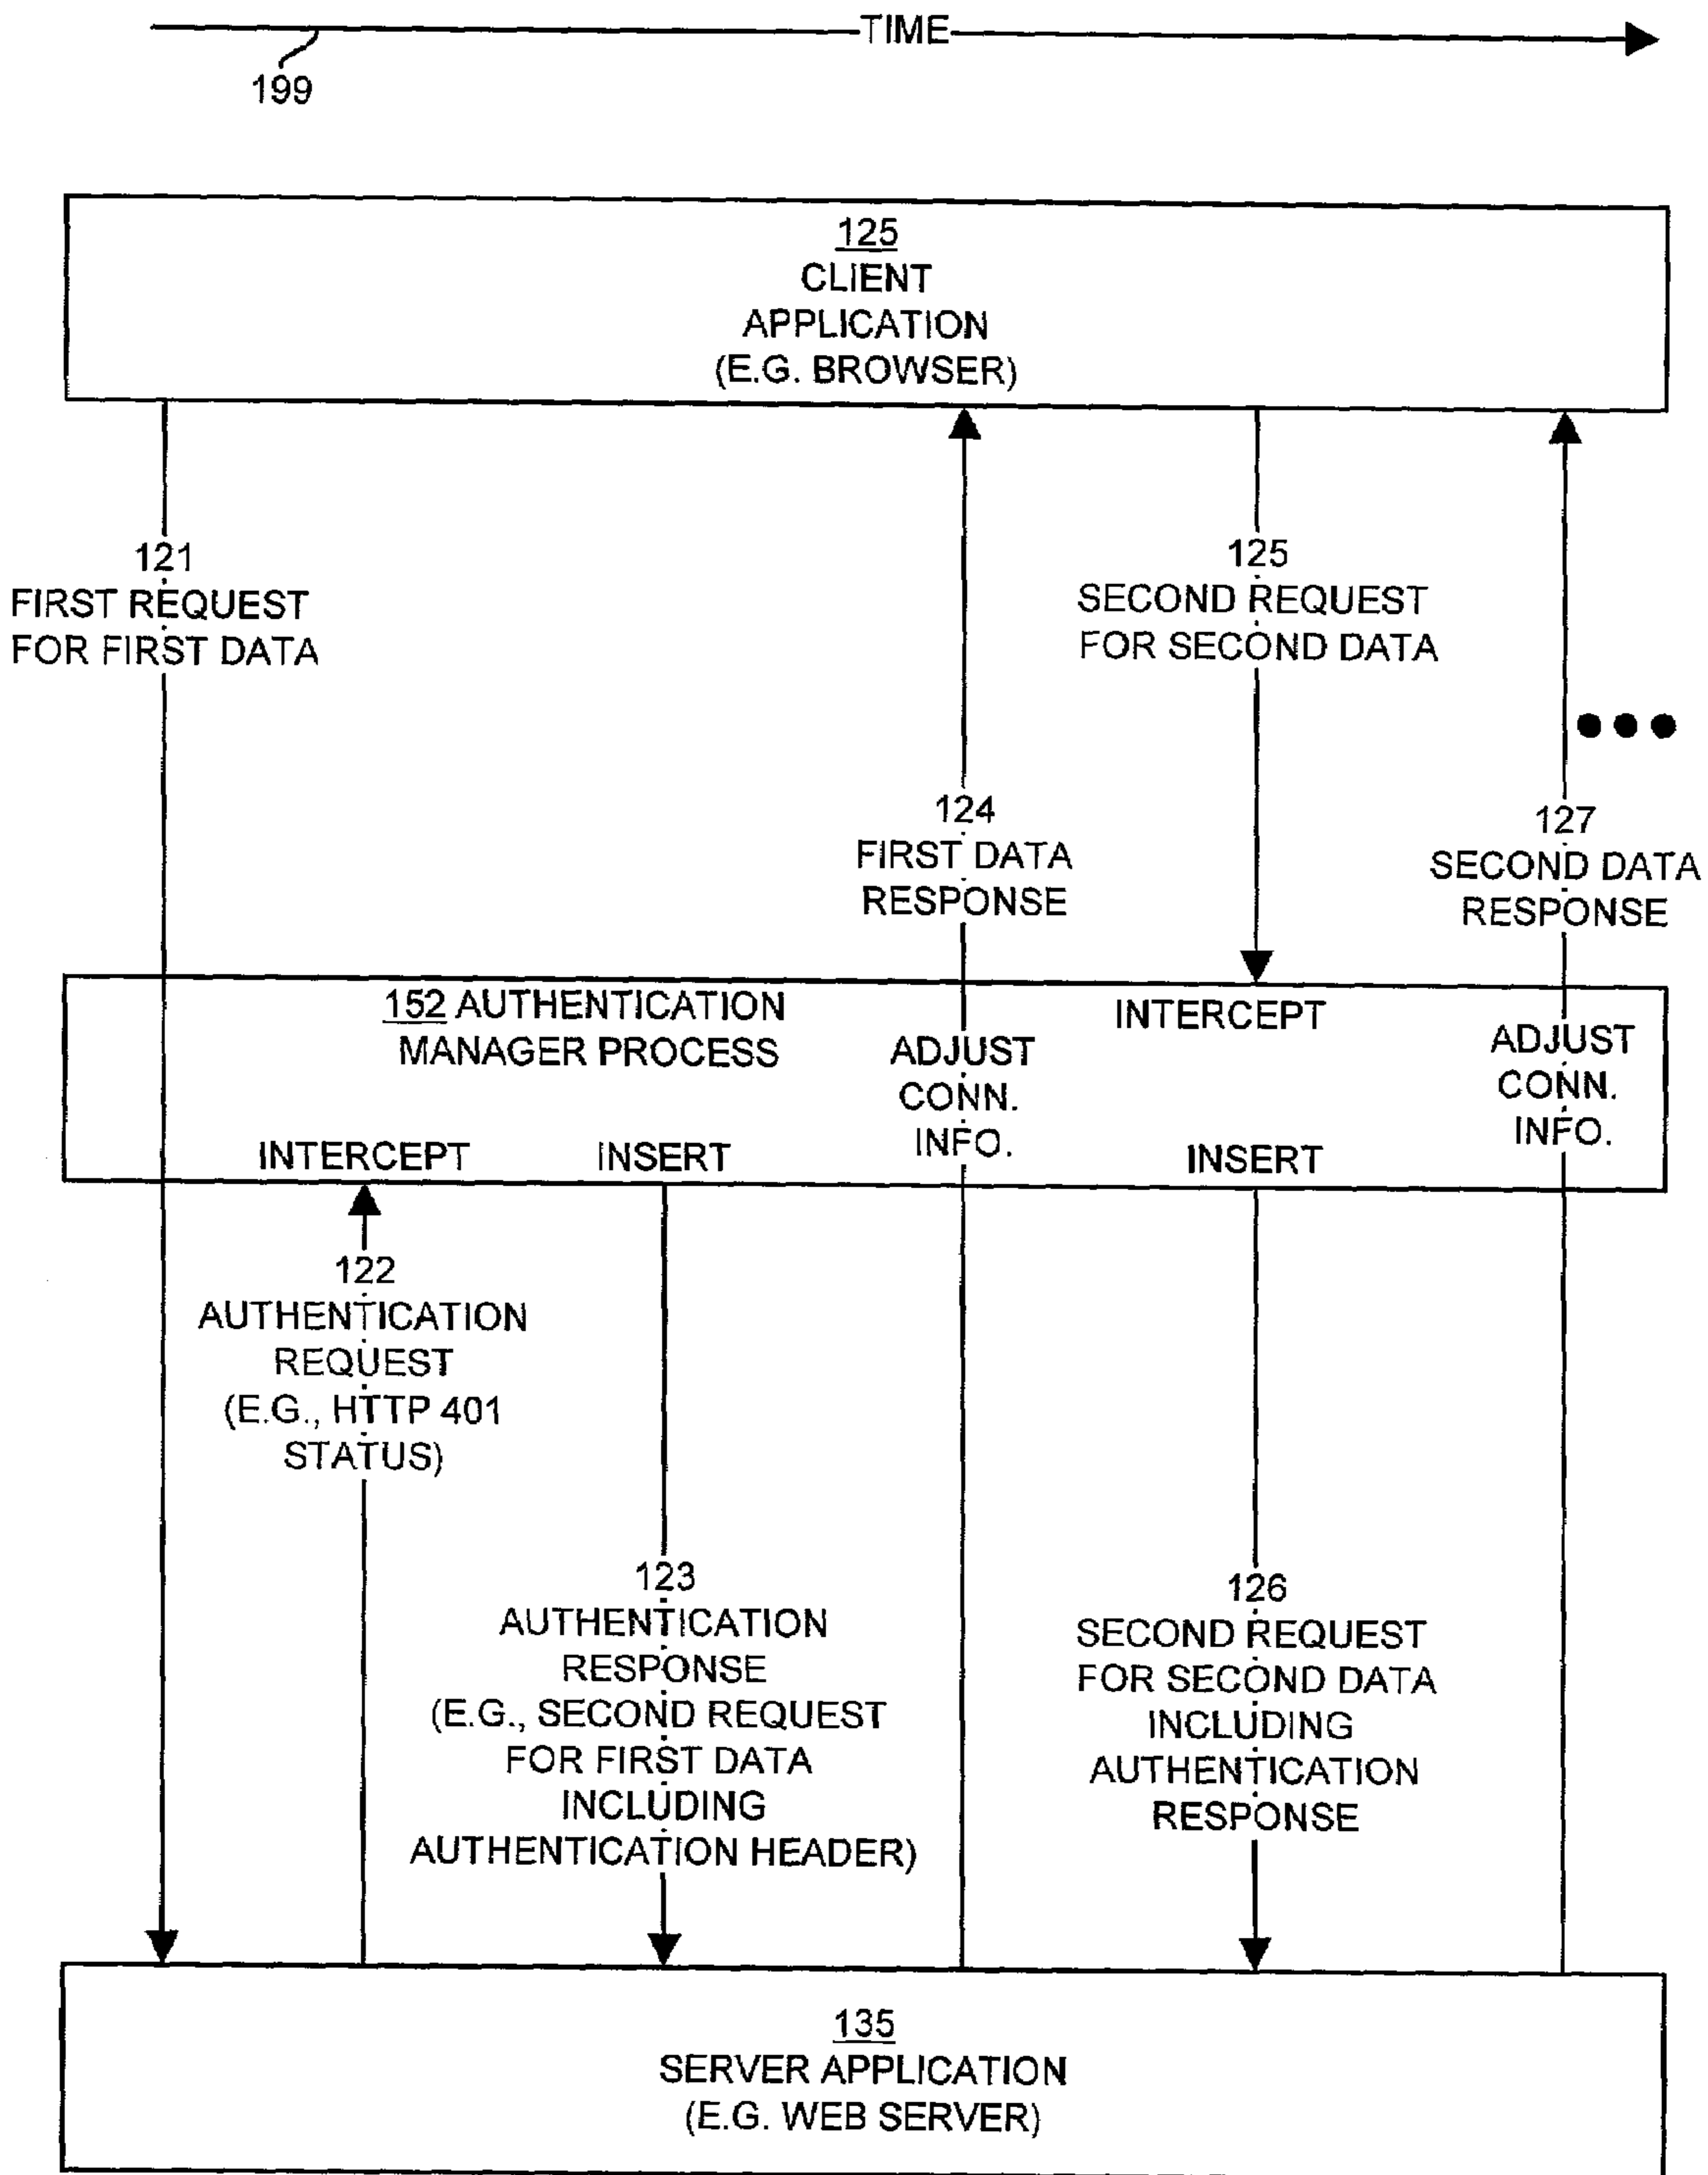 TIME
199
125
CLIENT
APPLICATION
(E.G. BROWSER)
121
FIRST REQUEST
FOR FIRST DATA
125
SECOND REQUEST
FOR SECOND DATA
124
FIRST DATA
RESPONSE
127
SECOND DATA
RESPONSE
152 AUTHENTICATION
MANAGER PROCESS
INTERCEPT
INSERT
ADJUST
CONN.
INFO.
INTERCEPT
INSERT
ADJUST
CONN.
INFO.
122
AUTHENTICATION
REQUEST
(E.G., HTTP 401
STATUS)
123
AUTHENTICATION
RESPONSE
(E.G., SECOND REQUEST
FOR FIRST DATA
INCLUDING
AUTHENTICATION HEADER)
126
SECOND REQUEST
FOR SECOND DATA
INCLUDING
AUTHENTICATION
RESPONSE
135
SERVER APPLICATION
(E.G. WEB SERVER)